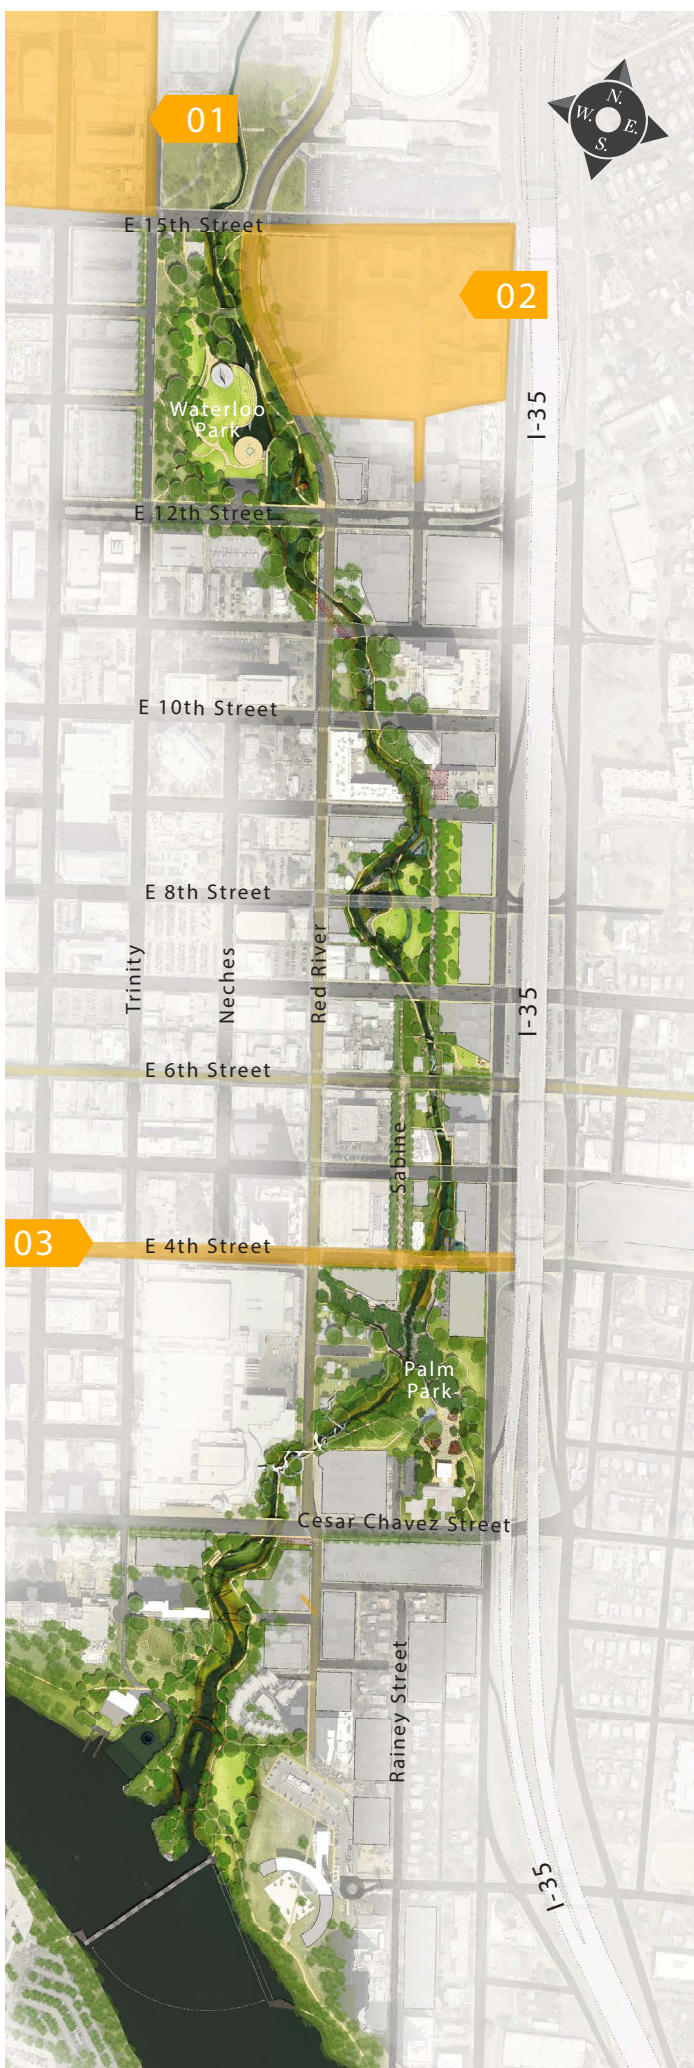 N.
W.
E.
S.
01
E 15th Street
02
I-35
Waterloo
Park
E 12th Street
E 10th Street
E 8th Street
Trinity
Neches
Red River
I-35
E 6th Street
Sabine
03
E 4th Street
Palm
Park
Cesar Chavez Street
Rainey Street
I-35